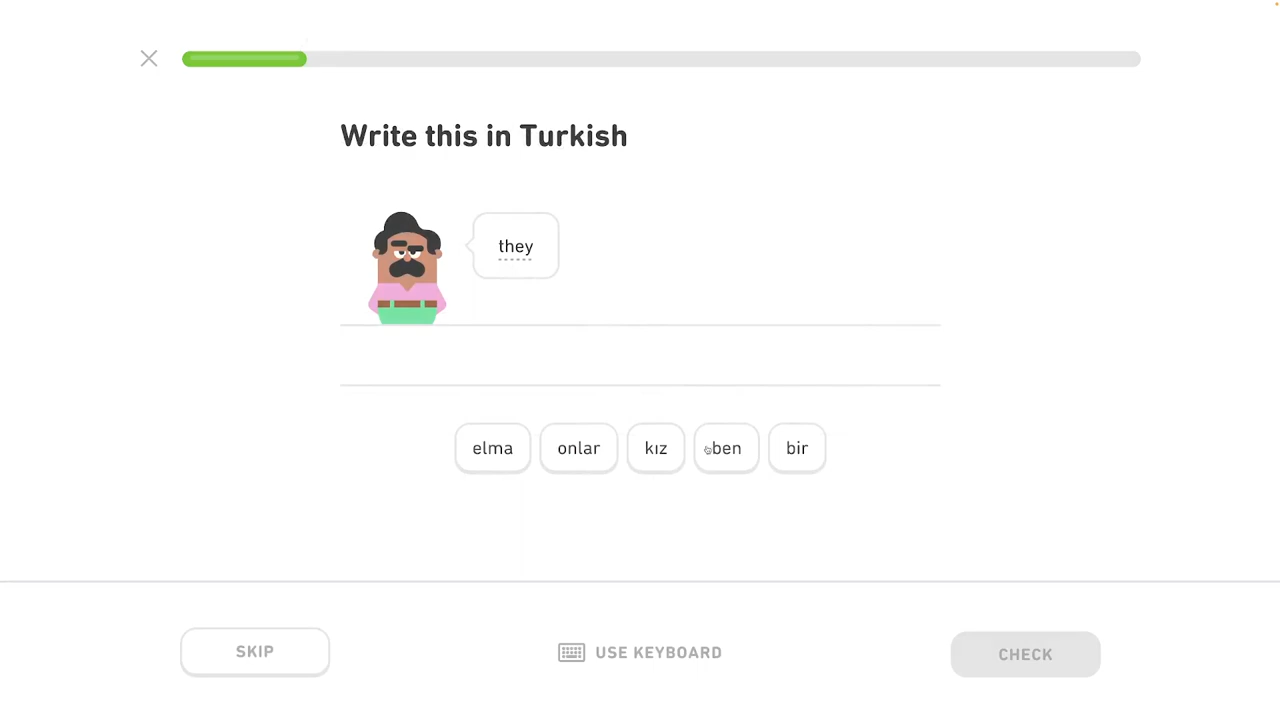 Write this in Turkish
they
elma onlar kız ben bir
SKIP USE KEYBOARD CHECK